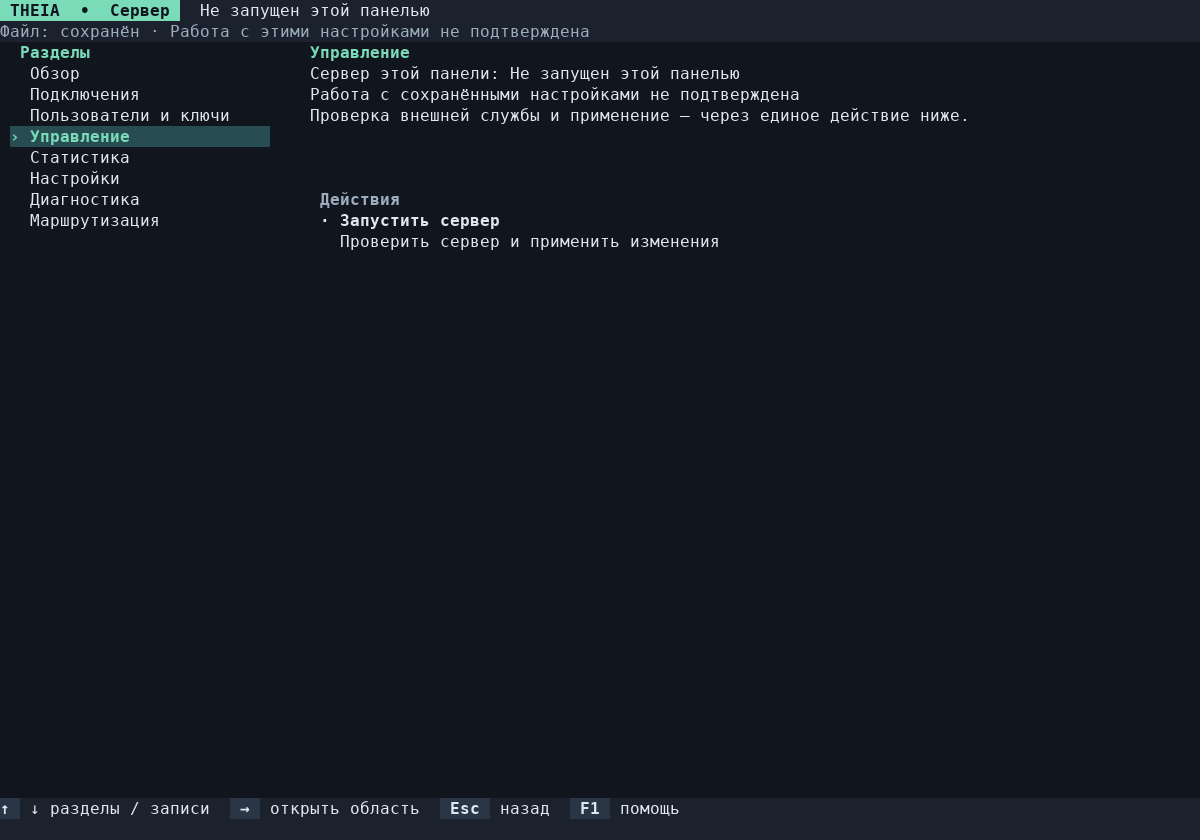 THEIA • Сервер Не запущен этой панелью
Файл: сохранён · Работа с этими настройками не подтверждена
Разделы
Обзор
Подключения
Пользователи и ключи
› Управление
Статистика
Настройки
Диагностика
Маршрутизация
Управление
Сервер этой панели: Не запущен этой панелью
Работа с сохранёнными настройками не подтверждена
Проверка внешней службы и применение — через единое действие ниже.
Действия
· Запустить сервер
Проверить сервер и применить изменения
↑ ↓ разделы / записи → открыть область Esc назад F1 помощь